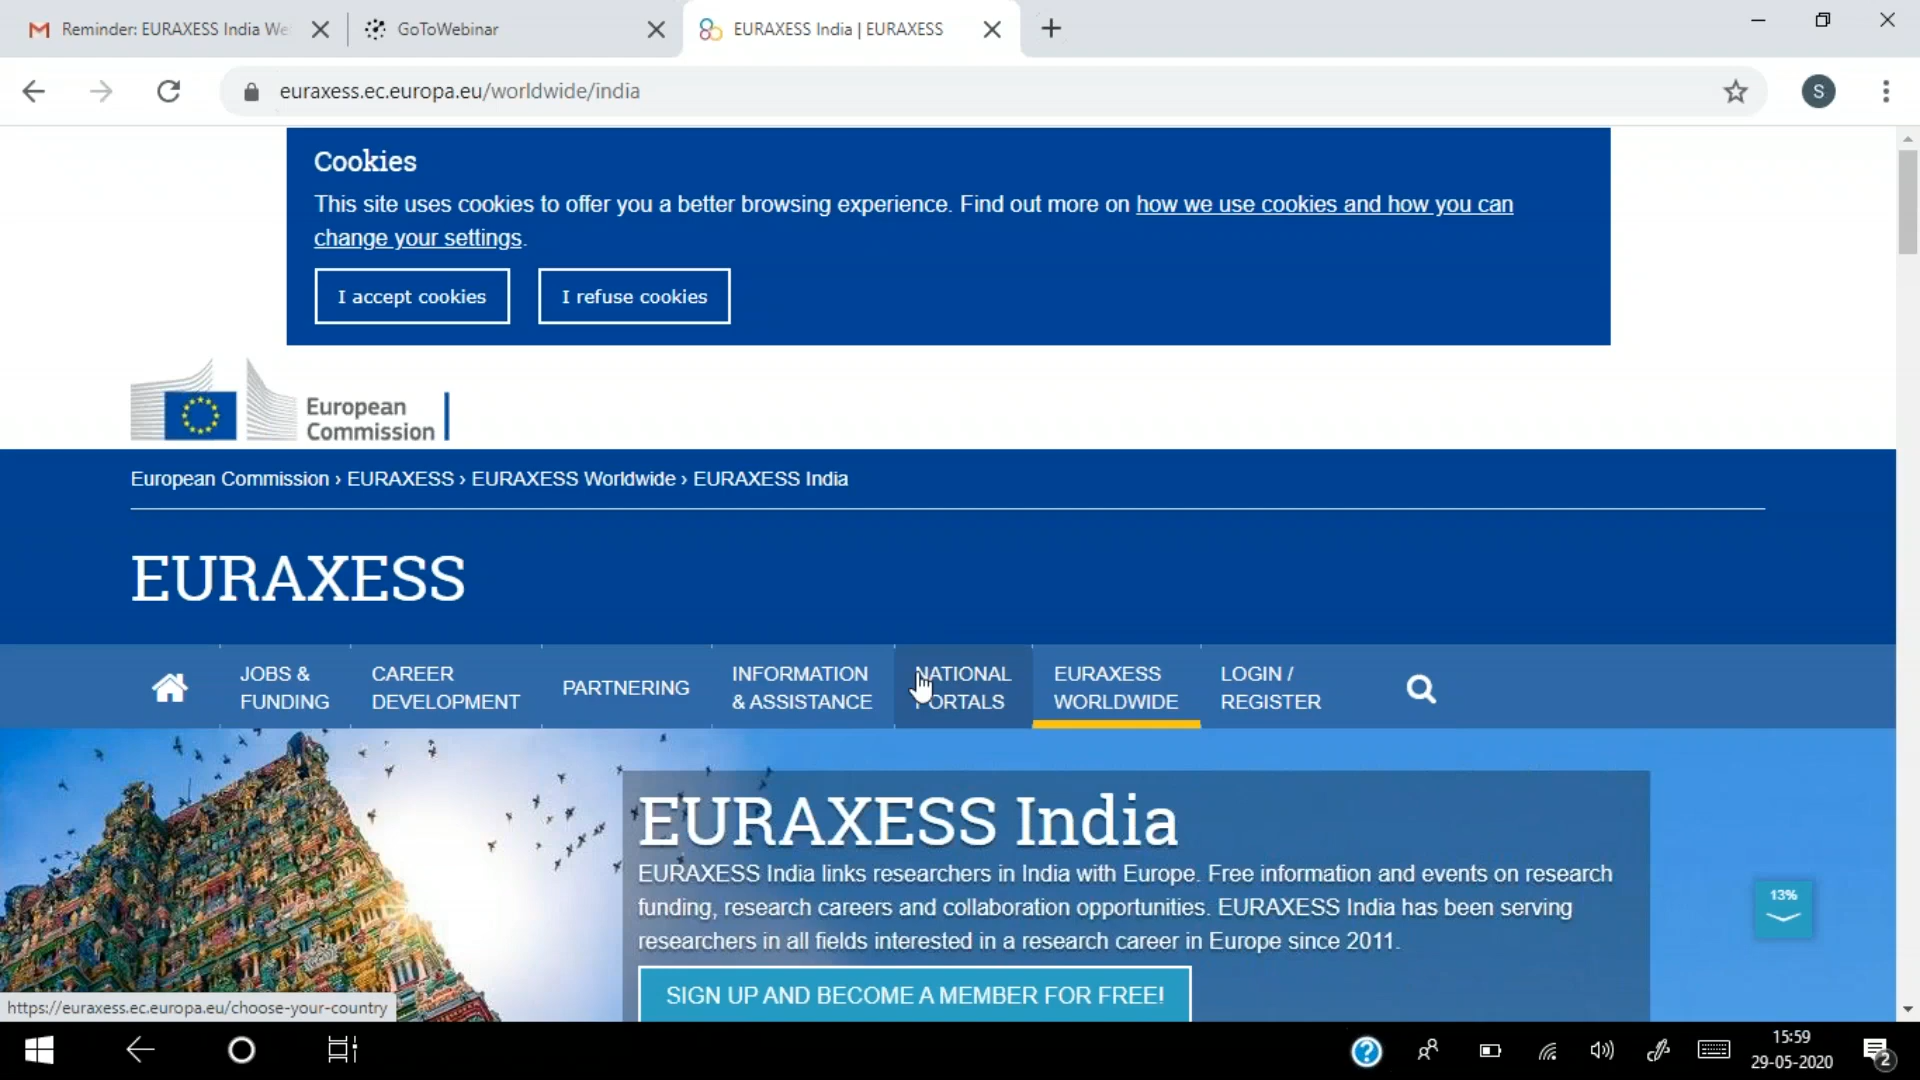 Reminder: EURAXESS India We
GoToWebinar
EURAXESS India | EURAXESS
euraxess.ec.europa.eu/worldwide/india
S
Cookies
This site uses cookies to offer you a better browsing experience. Find out more on how we use cookies and how you can
change your settings.
I accept cookies
I refuse cookies
European
Commission
European Commission › EURAXESS › EURAXESS Worldwide › EURAXESS India
EURAXESS
JOBS &
FUNDING
CAREER
DEVELOPMENT
PARTNERING
INFORMATION
& ASSISTANCE
NATIONAL
PORTALS
EURAXESS
WORLDWIDE
LOGIN /
REGISTER
EURAXESS India
EURAXESS India links researchers in India with Europe. Free information and events on research
funding, research careers and collaboration opportunities. EURAXESS India has been serving
researchers in all fields interested in a research career in Europe since 2011.
13%
SIGN UP AND BECOME A MEMBER FOR FREE!
https://euraxess.ec.europa.eu/choose-your-country
15:59
29-05-2020
2